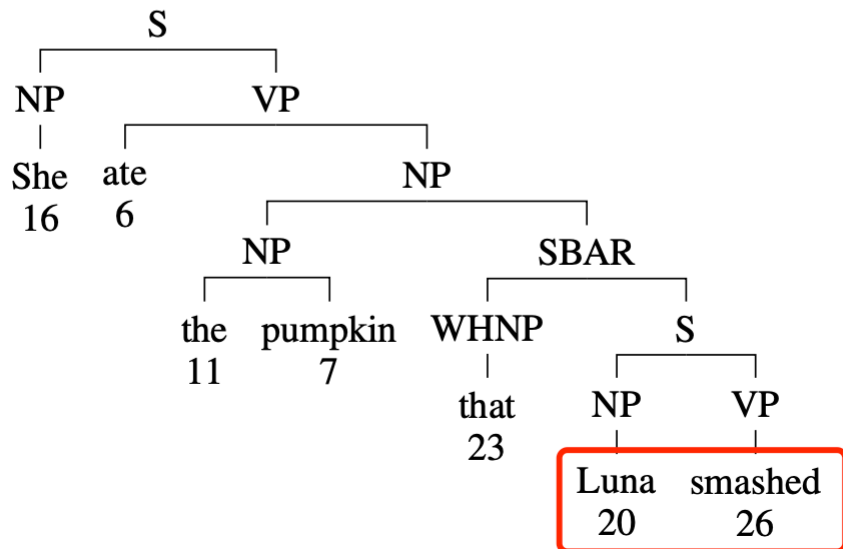 S
NP VP
She ate NP
16 6
NP SBAR
the pumpkin WHNP S
11 7
that NP VP
23
Luna smashed
20 26